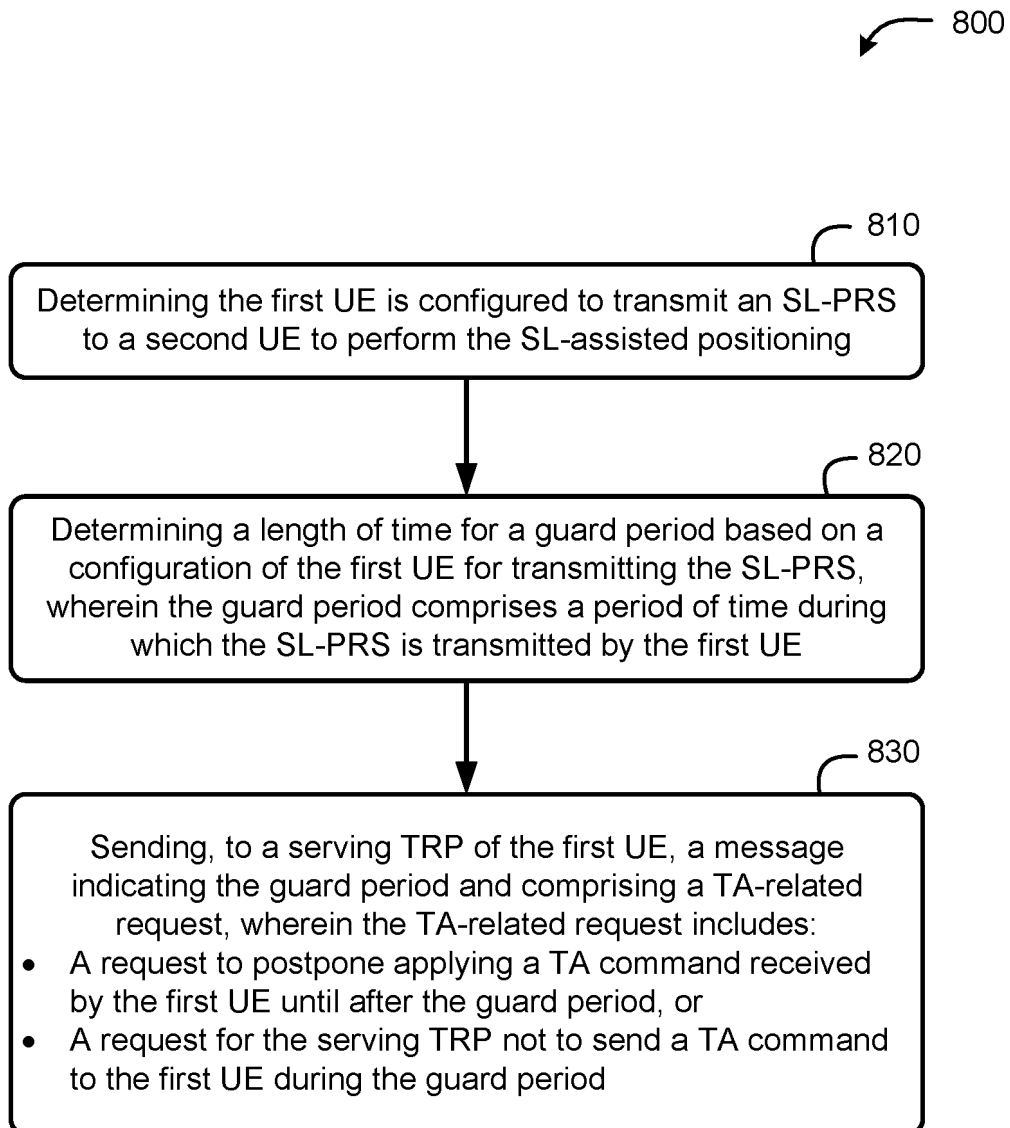 800
810
Determining the first UE is configured to transmit an SL-PRS
to a second UE to perform the SL-assisted positioning
820
Determining a length of time for a guard period based on a
configuration of the first UE for transmitting the SL-PRS,
wherein the guard period comprises a period of time during
which the SL-PRS is transmitted by the first UE
830
Sending, to a serving TRP of the first UE, a message
indicating the guard period and comprising a TA-related
request, wherein the TA-related request includes:
• A request to postpone applying a TA command received
by the first UE until after the guard period, or
• A request for the serving TRP not to send a TA command
to the first UE during the guard period